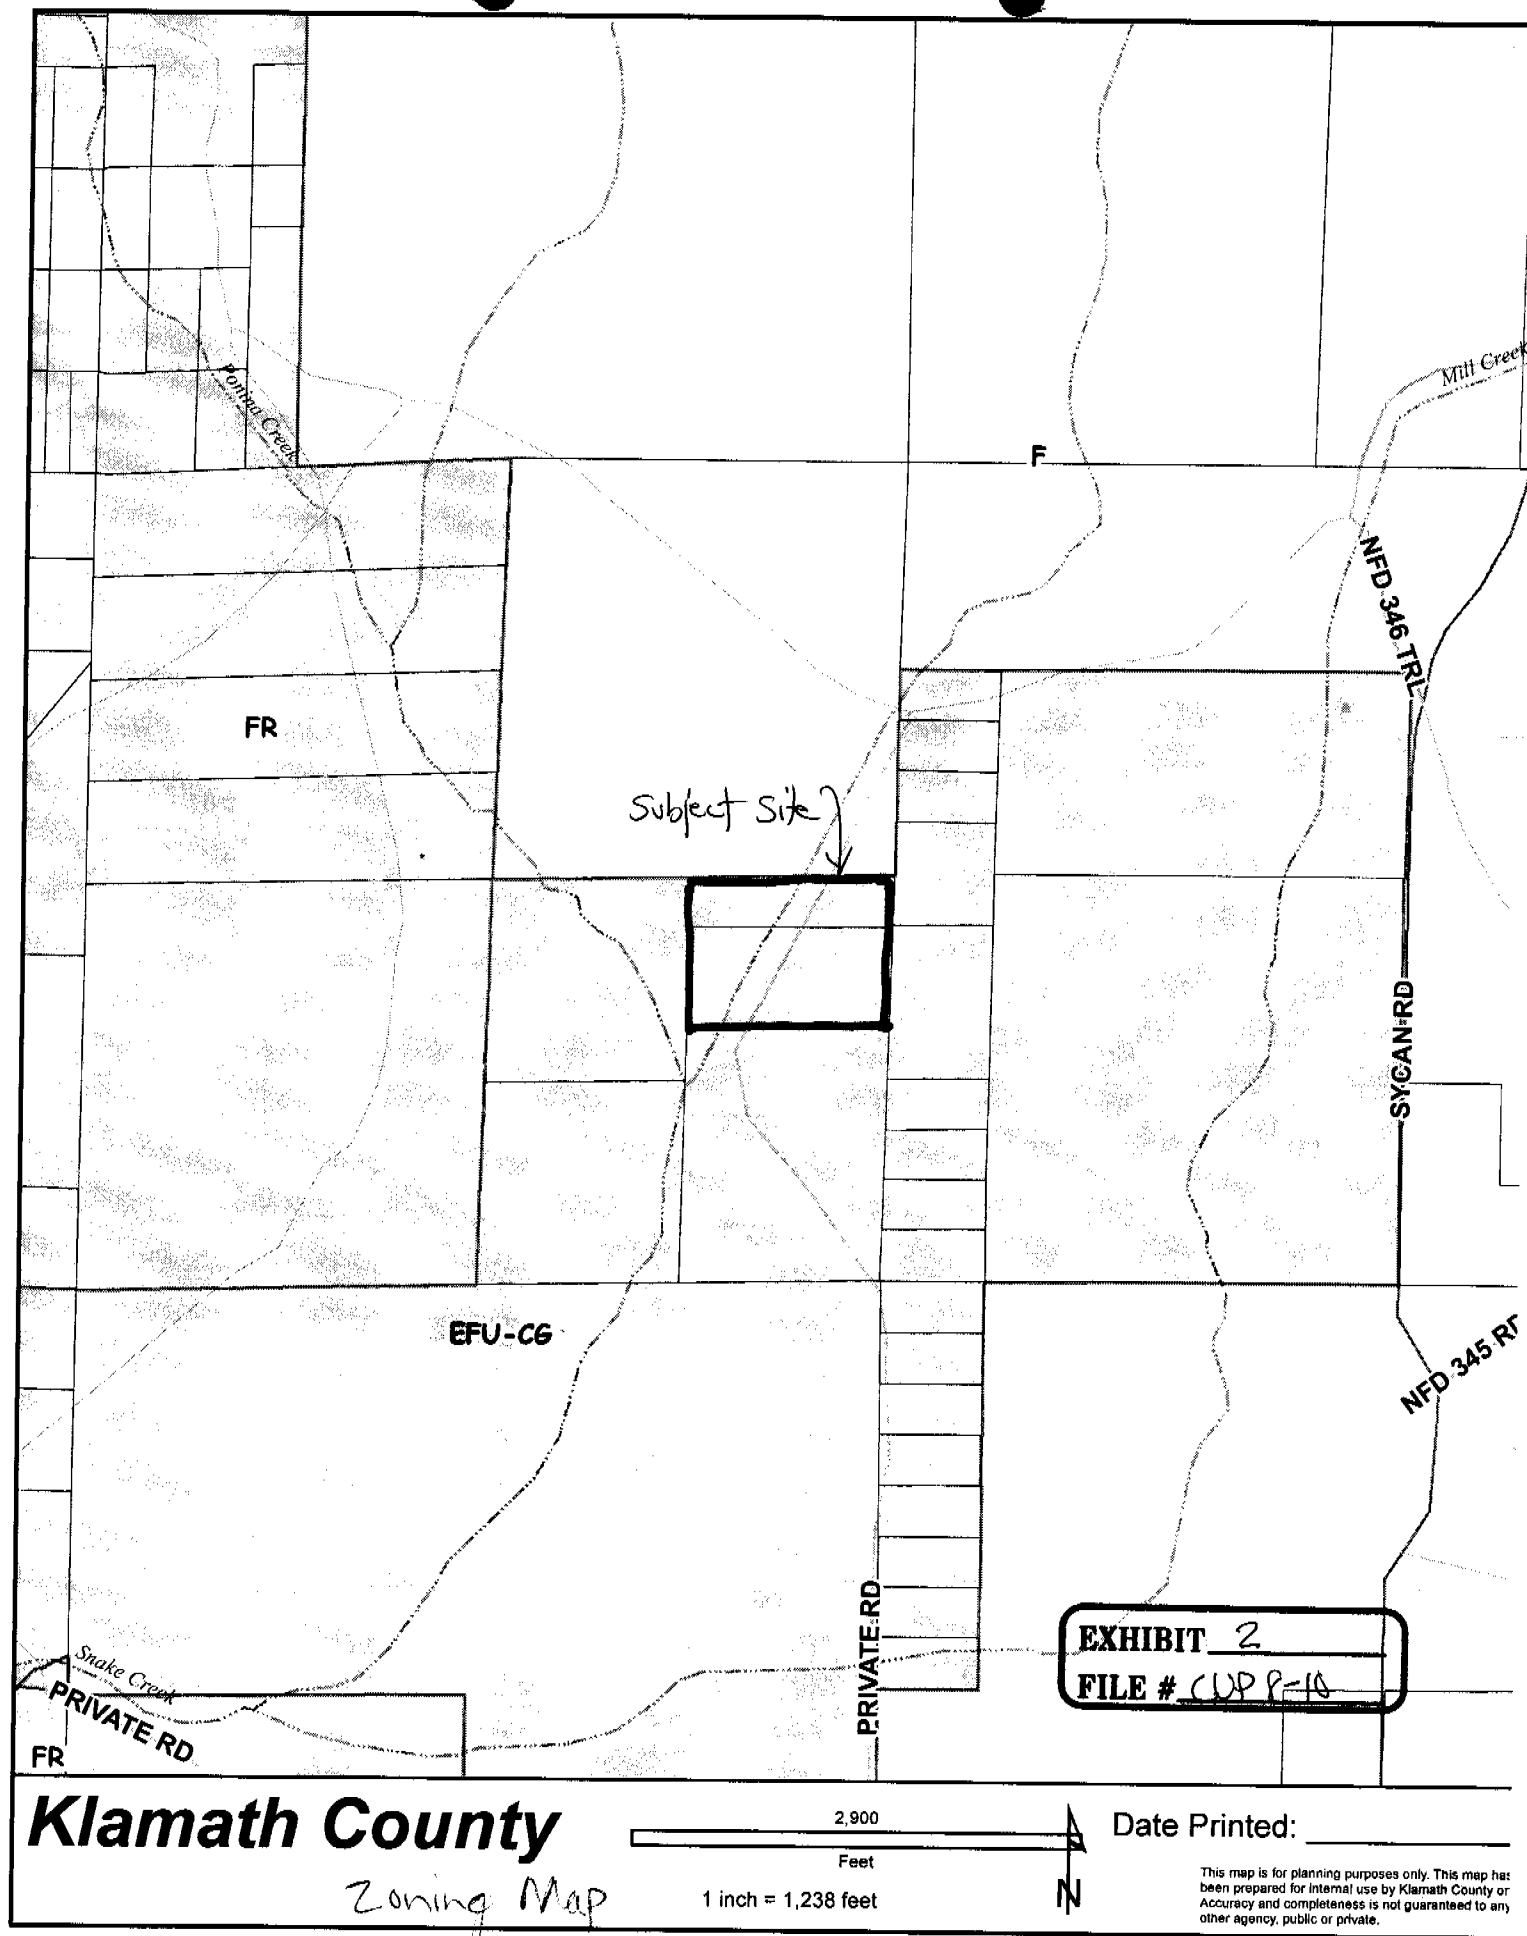 Mill Creek
Ponina Creek
F
NFD 346 TRL
FR
Subject Site
SYCAN RD
EFU-CG
NFD 345 RD
PRIVATE RD
EXHIBIT 2
FILE # CUP 8-10
Snake Creek
PRIVATE RD
FR
Klamath County
Zoning Map
2,900
Feet
1 inch = 1,238 feet
N
Date Printed:
This map is for planning purposes only. This map has
been prepared for internal use by Klamath County or
Accuracy and completeness is not guaranteed to any
other agency, public or private.